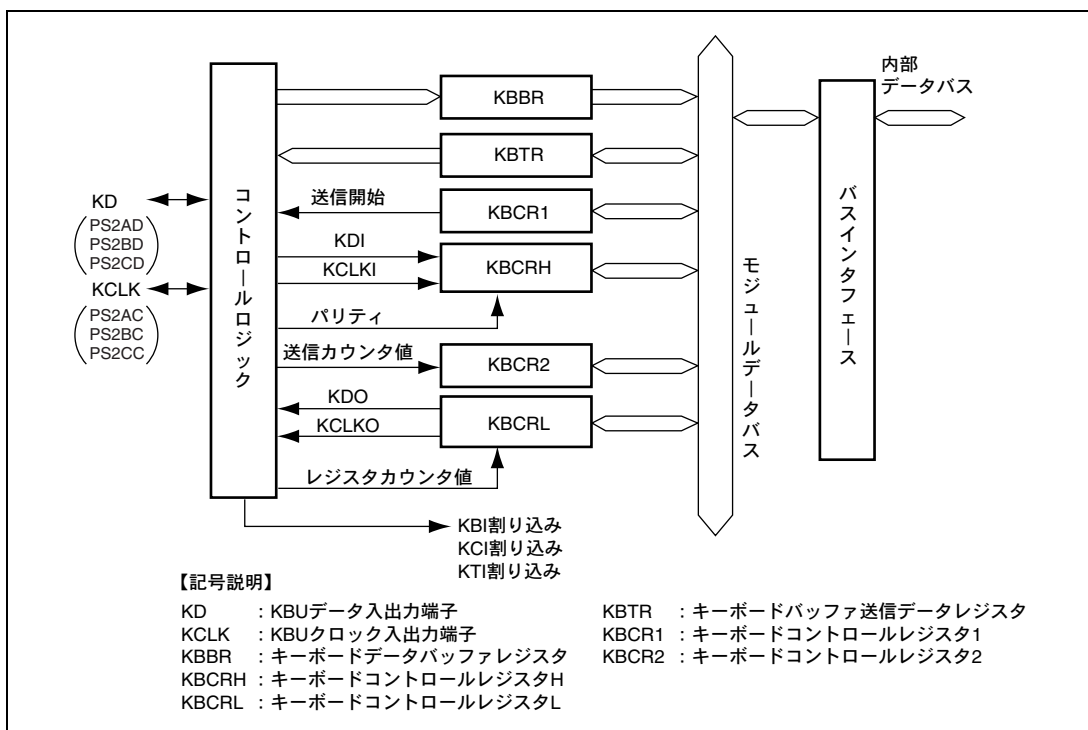 内部
データバス
KBBR
KBTR
KD
PS2AD
PS2BD
PS2CD
KCLK
PS2AC
PS2BC
PS2CC
コントロールロジック
送信開始
KBCR1
KDI
KCLKI
KBCRH
パリティ
送信カウンタ値
KBCR2
KDO
KCLKO
KBCRL
レジスタカウンタ値
モジュールデータバス
バスインタフェース
KBI割り込み
KCI割り込み
KTI割り込み
【記号説明】
KD : KBUデータ入出力端子
KCLK : KBUクロック入出力端子
KBBR : キーボードデータバッファレジスタ
KBCRH : キーボードコントロールレジスタH
KBCRL : キーボードコントロールレジスタL
KBTR : キーボードバッファ送信データレジスタ
KBCR1 : キーボードコントロールレジスタ1
KBCR2 : キーボードコントロールレジスタ2